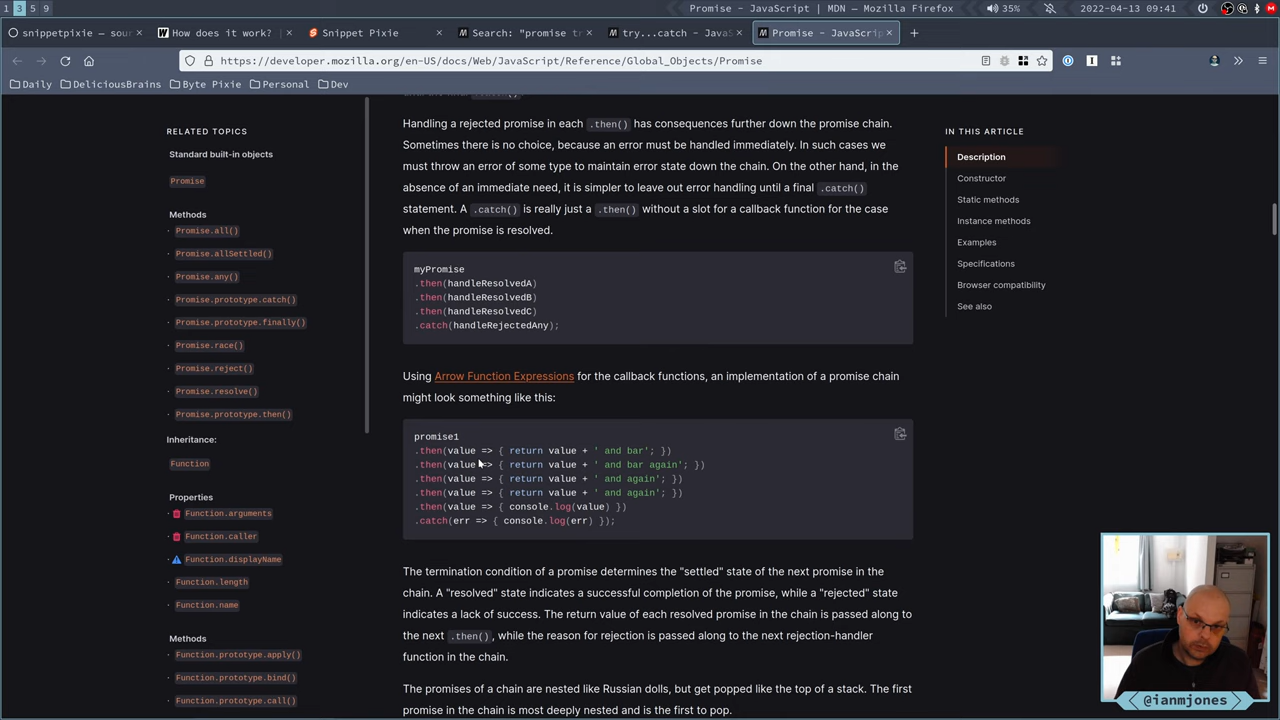 1 3 5 9
Promise - JavaScript | MDN — Mozilla Firefox
35%
2022-04-13 09:41
snippetpixie — sour
How does it work?
Snippet Pixie
Search: "promise tr
try...catch - JavaS
Promise - JavaScrip
https://developer.mozilla.org/en-US/docs/Web/JavaScript/Reference/Global_Objects/Promise
Daily
DeliciousBrains
Byte Pixie
Personal
Dev
RELATED TOPICS
Standard built-in objects
Promise
Methods
Promise.all()
Promise.allSettled()
Promise.any()
Promise.prototype.catch()
Promise.prototype.finally()
Promise.race()
Promise.reject()
Promise.resolve()
Promise.prototype.then()
Inheritance:
Function
Properties
Function.arguments
Function.caller
Function.displayName
Function.length
Function.name
Methods
Function.prototype.apply()
Function.prototype.bind()
Function.prototype.call()
Handling a rejected promise in each .then() has consequences further down the promise chain.
Sometimes there is no choice, because an error must be handled immediately. In such cases we
must throw an error of some type to maintain error state down the chain. On the other hand, in the
absence of an immediate need, it is simpler to leave out error handling until a final .catch()
statement. A .catch() is really just a .then() without a slot for a callback function for the case
when the promise is resolved.
myPromise
.then(handleResolvedA)
.then(handleResolvedB)
.then(handleResolvedC)
.catch(handleRejectedAny);
Using Arrow Function Expressions for the callback functions, an implementation of a promise chain
might look something like this:
promise1
.then(value => { return value + ' and bar'; })
.then(value => { return value + ' and bar again'; })
.then(value => { return value + ' and again'; })
.then(value => { return value + ' and again'; })
.then(value => { console.log(value) })
.catch(err => { console.log(err) });
The termination condition of a promise determines the "settled" state of the next promise in the
chain. A "resolved" state indicates a successful completion of the promise, while a "rejected" state
indicates a lack of success. The return value of each resolved promise in the chain is passed along to
the next .then(), while the reason for rejection is passed along to the next rejection-handler
function in the chain.
The promises of a chain are nested like Russian dolls, but get popped like the top of a stack. The first
promise in the chain is most deeply nested and is the first to pop.
IN THIS ARTICLE
Description
Constructor
Static methods
Instance methods
Examples
Specifications
Browser compatibility
See also
@ianmjones